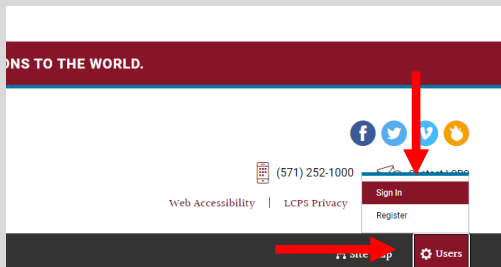 ONS TO THE WORLD.
(571) 252-1000
Web Accessibility | LCPS Privacy
Sign In
Register
Users